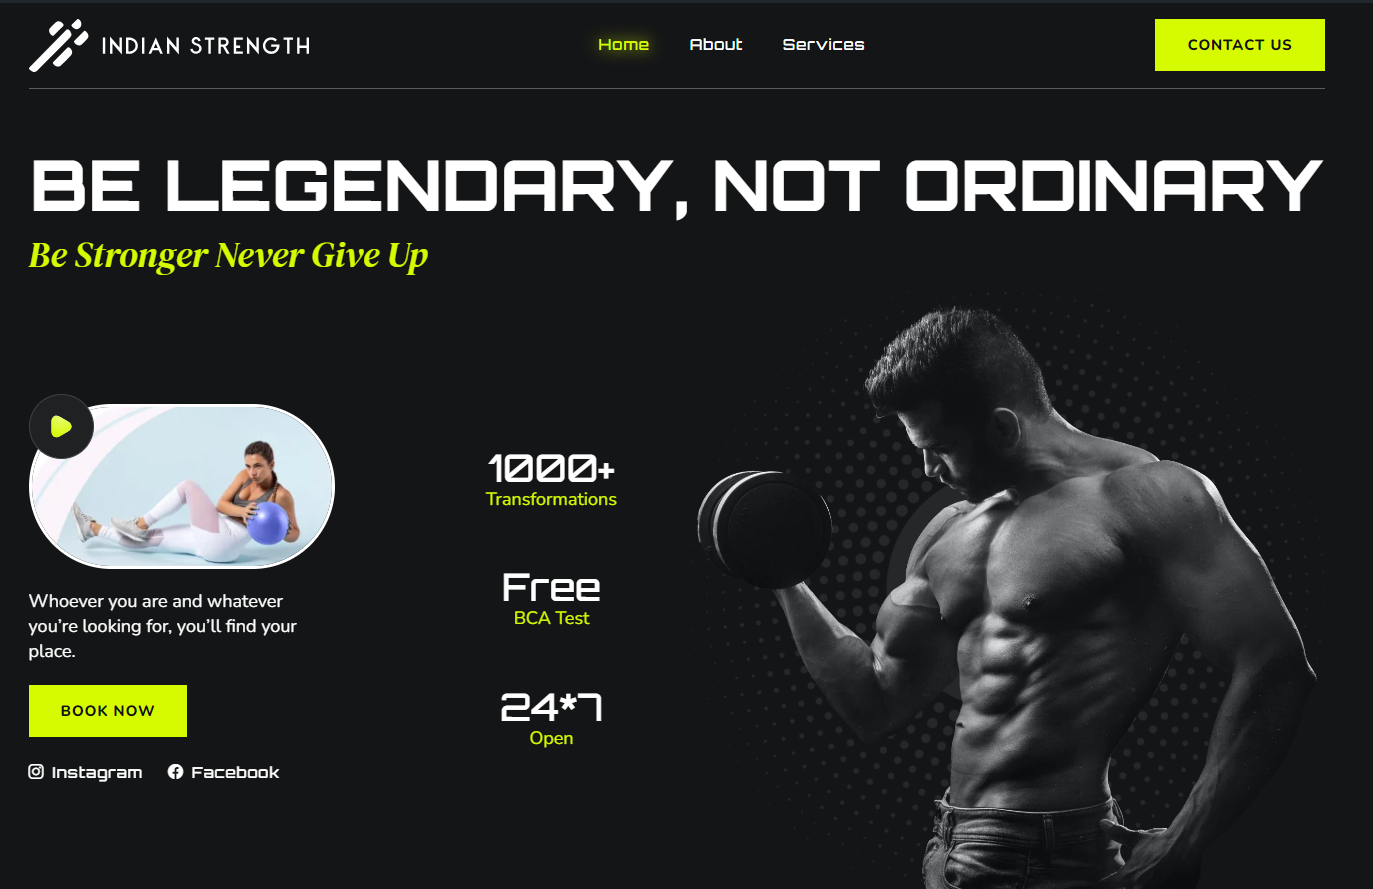 INDIAN STRENGTH
Home
About
Services
CONTACT US
BE LEGENDARY, NOT ORDINARY
Be Stronger Never Give Up
1000+
Transformations
Free
BCA Test
24*7
Open
Whoever you are and whatever
you’re looking for, you’ll find your
place.
BOOK NOW
Instagram
Facebook